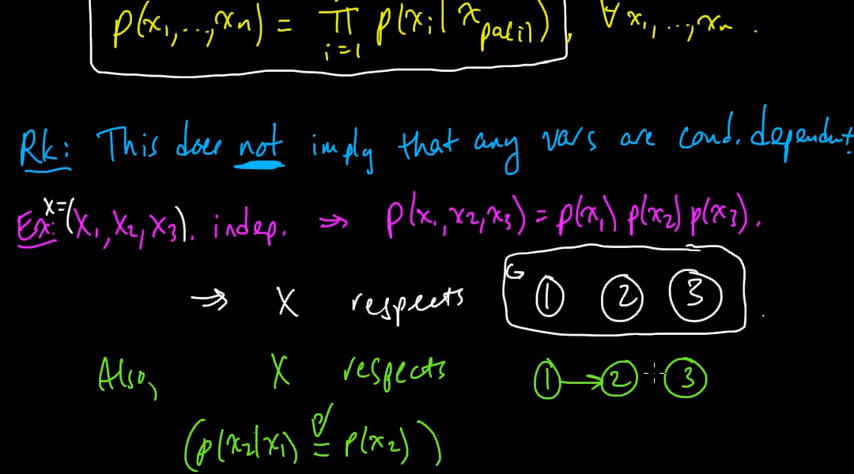 p(x₁,...,xₙ) = ∏ᵢ₌₁ p(xᵢ | x_pa(i)), ∀ x₁,...,xₙ.
Rk: This does not imply that any vars are cond. dependent.
Ex: X=(X₁, X₂, X₃). indep. ⇒ p(x₁, x₂, x₃) = p(x₁) p(x₂) p(x₃).
⇒ X respects G ① ② ③ .
Also, X respects ① → ② ③
(p(x₂|x₁) = p(x₂))